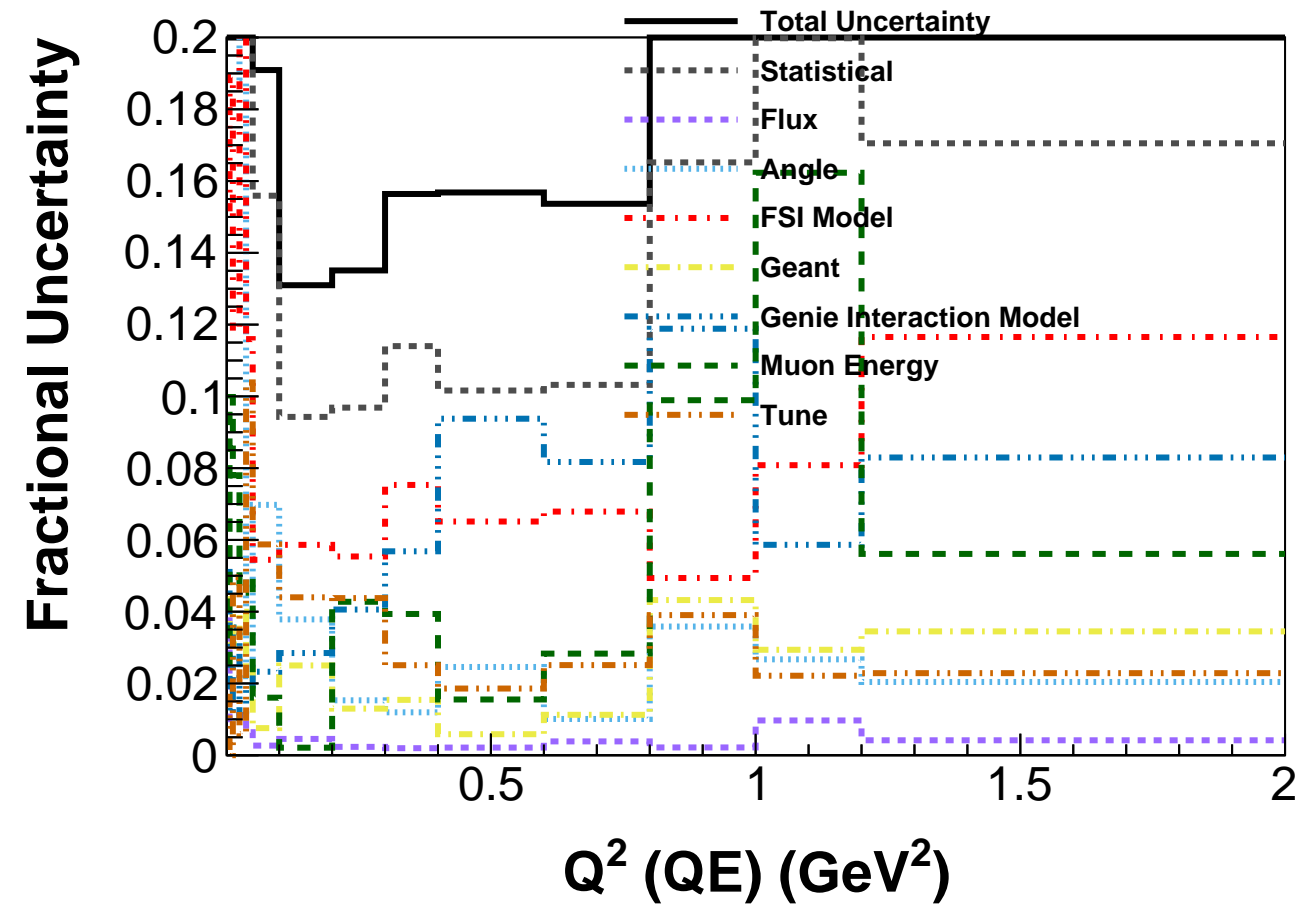 Total Uncertainty
Statistical
Flux
Angle
FSI Model
Geant
Genie Interaction Model
Muon Energy
Tune
Fractional Uncertainty
0.2
0.18
0.16
0.14
0.12
0.1
0.08
0.06
0.04
0.02
0
0.5 1 1.5 2
Q² (QE) (GeV²)